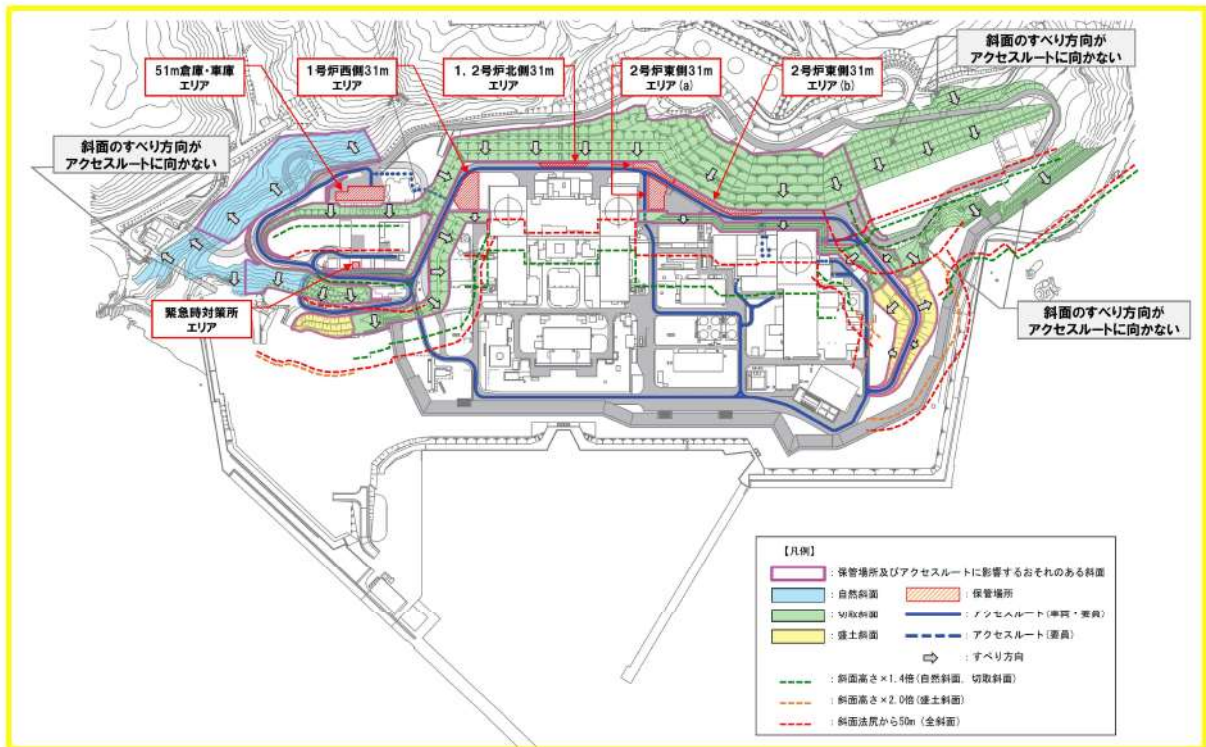 51m倉庫・車庫
エリア
1号炉西側31m
エリア
1,2号炉北側31m
エリア
2号炉東側31m
エリア(a)
2号炉東側31m
エリア(b)
斜面のすべり方向が
アクセスルートに向かない
斜面のすべり方向が
アクセスルートに向かない
緊急時対策所
エリア
斜面のすべり方向が
アクセスルートに向かない
【凡例】
：保管場所及びアクセスルートに影響するおそれのある斜面
：自然斜面
：保管場所
：切取斜面
：アクセスルート(車両・要員)
：盛土斜面
：アクセスルート(要員)
：すべり方向
：斜面高さ×1.4倍(自然斜面，切取斜面)
：斜面高さ×2.0倍(盛土斜面)
：斜面法尻から50m（全斜面）